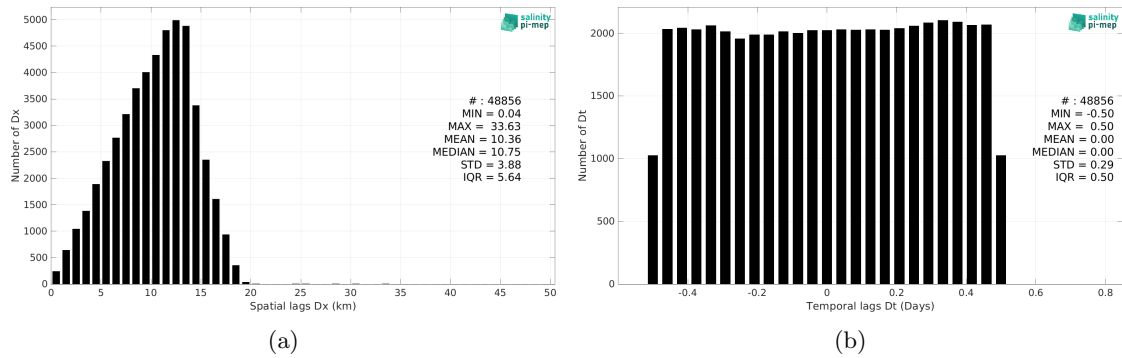 salinity
pi-mep
5000
4500
4000
3500
3000
2500
2000
1500
1000
500
0
Number of Dx
# : 48856
MIN = 0.04
MAX = 33.63
MEAN = 10.36
MEDIAN = 10.75
STD = 3.88
IQR = 5.64
0 5 10 15 20 25 30 35 40 45 50
Spatial lags Dx (km)
(a)
salinity
pi-mep
2000
1500
1000
500
0
Number of Dt
# : 48856
MIN = -0.50
MAX = 0.50
MEAN = 0.00
MEDIAN = 0.00
STD = 0.29
IQR = 0.50
-0.4 -0.2 0 0.2 0.4 0.6 0.8
Temporal lags Dt (Days)
(b)